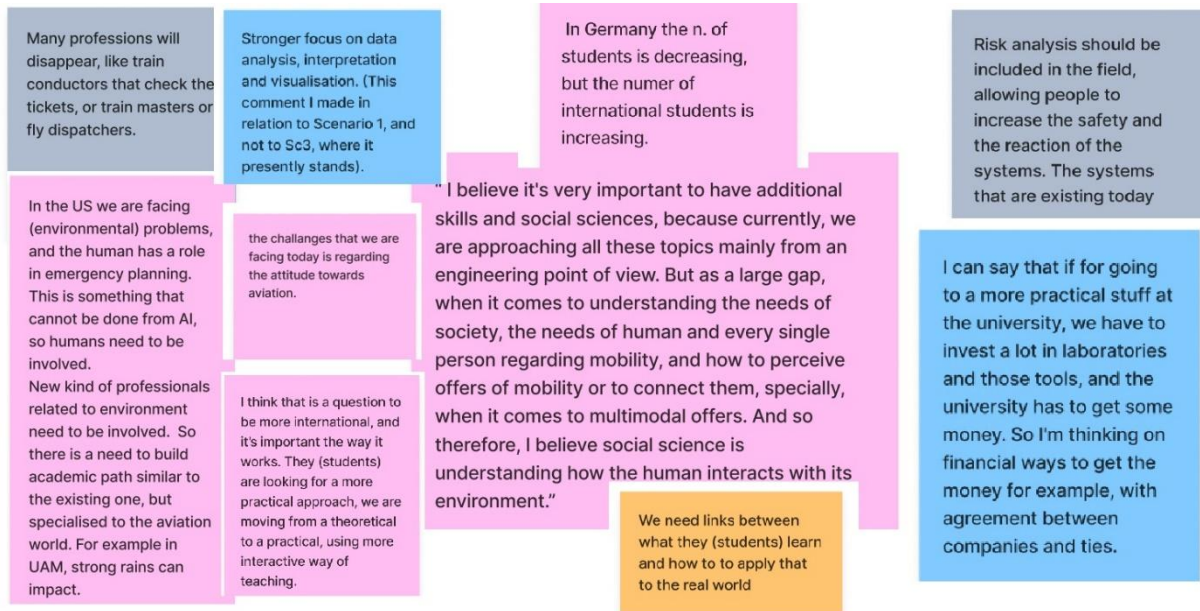 Many professions will
disappear, like train
conductors that check the
tickets, or train masters or
fly dispatchers.
Stronger focus on data
analysis, interpretation
and visualisation. (This
comment I made in
relation to Scenario 1, and
not to Sc3, where it
presently stands).
In Germany the n. of
students is decreasing,
but the numer of
international students is
increasing.
Risk analysis should be
included in the field,
allowing people to
increase the safety and
the reaction of the
systems. The systems
that are existing today
In the US we are facing
(environmental) problems,
and the human has a role
in emergency planning.
This is something that
cannot be done from AI,
so humans need to be
involved.
New kind of professionals
related to environment
need to be involved. So
there is a need to build
academic path similar to
the existing one, but
specialised to the aviation
world. For example in
UAM, strong rains can
impact.
the challanges that we are
facing today is regarding
the attitude towards
aviation.
I think that is a question to
be more international, and
it's important the way it
works. They (students)
are looking for a more
practical approach, we are
moving from a theoretical
to a practical, using more
interactive way of
teaching.
" I believe it's very important to have additional
skills and social sciences, because currently, we
are approaching all these topics mainly from an
engineering point of view. But as a large gap,
when it comes to understanding the needs of
society, the needs of human and every single
person regarding mobility, and how to perceive
offers of mobility or to connect them, specially,
when it comes to multimodal offers. And so
therefore, I believe social science is
understanding how the human interacts with its
environment.”
We need links between
what they (students) learn
and how to to apply that
to the real world
I can say that if for going
to a more practical stuff at
the university, we have to
invest a lot in laboratories
and those tools, and the
university has to get some
money. So I'm thinking on
financial ways to get the
money for example, with
agreement between
companies and ties.